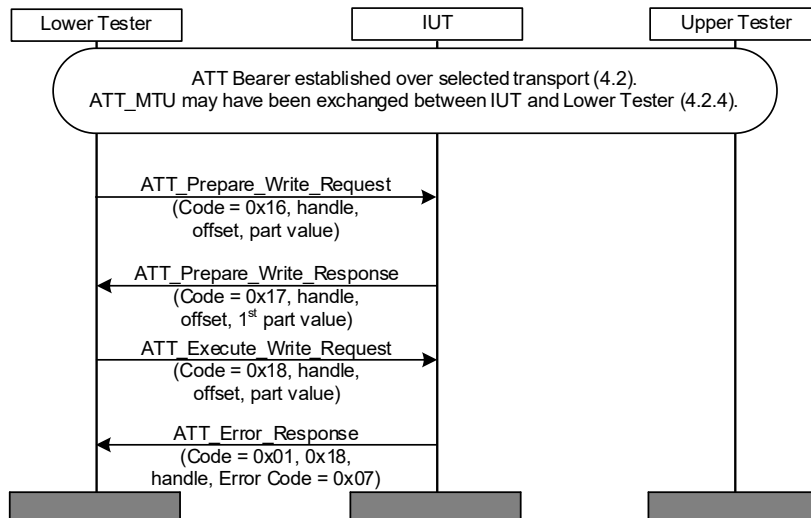 Lower Tester
IUT
Upper Tester
ATT Bearer established over selected transport (4.2).
ATT_MTU may have been exchanged between IUT and Lower Tester (4.2.4).
ATT_Prepare_Write_Request
(Code = 0x16, handle,
offset, part value)
ATT_Prepare_Write_Response
(Code = 0x17, handle,
offset, 1st part value)
ATT_Execute_Write_Request
(Code = 0x18, handle,
offset, part value)
ATT_Error_Response
(Code = 0x01, 0x18,
handle, Error Code = 0x07)